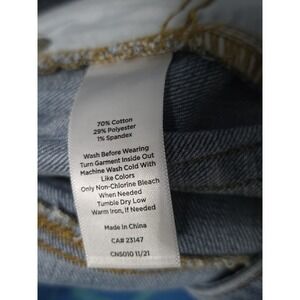 70% Cotton
29% Polyester
1% Spandex
Wash Before Wearing
Turn Garment Inside Out
Machine Wash Cold With
Like Colors
Only Non-Chlorine Bleach
When Needed
Tumble Dry Low
Warm Iron, If Needed
Made in China
CA# 23147
CN5010 11/21